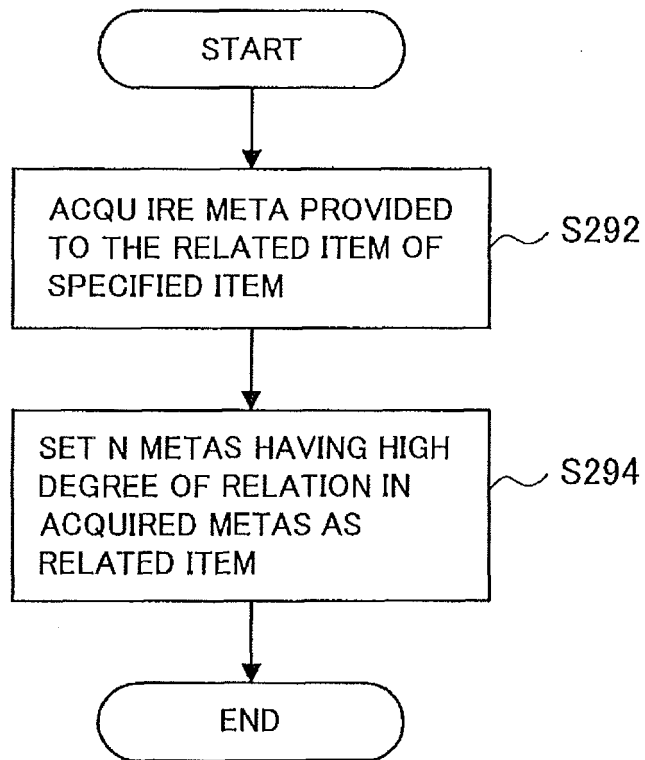 START
ACQU IRE META PROVIDED
TO THE RELATED ITEM OF
SPECIFIED ITEM
S292
SET N METAS HAVING HIGH
DEGREE OF RELATION IN
ACQUIRED METAS AS
RELATED ITEM
S294
END